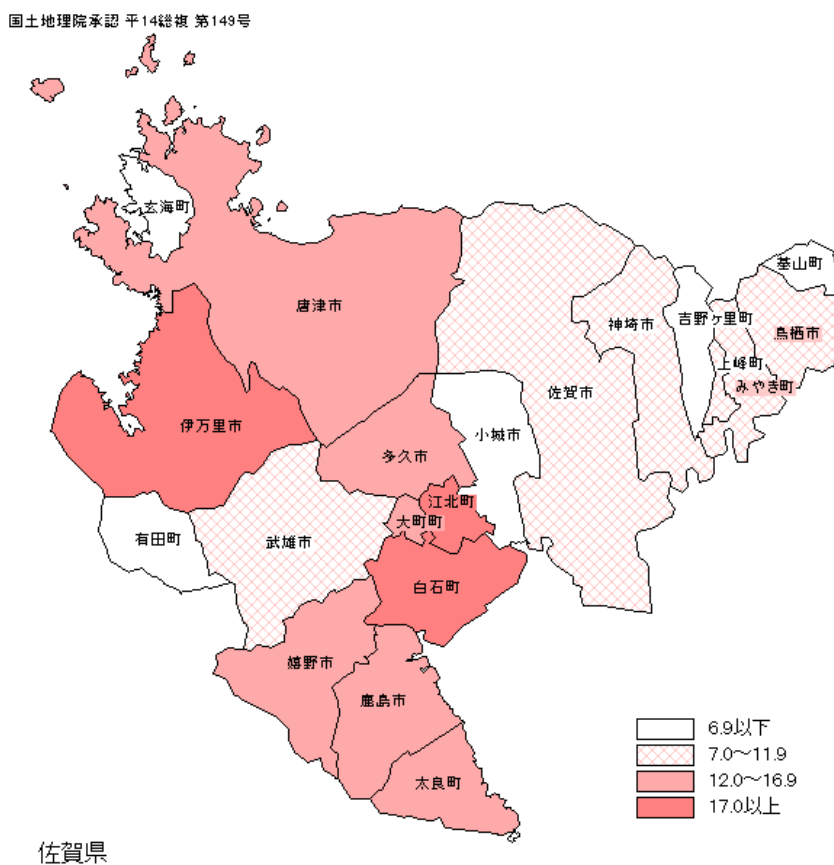 国土地理院承認 平14総複 第149号
玄海町
唐津市
基山町
吉野ヶ里町
神埼市
鳥栖市
上峰町
みやき町
佐賀市
伊万里市
小城市
多久市
江北町
大町町
有田町
武雄市
白石町
嬉野市
鹿島市
太良町
6.9以下
7.0～11.9
12.0～16.9
17.0以上
佐賀県